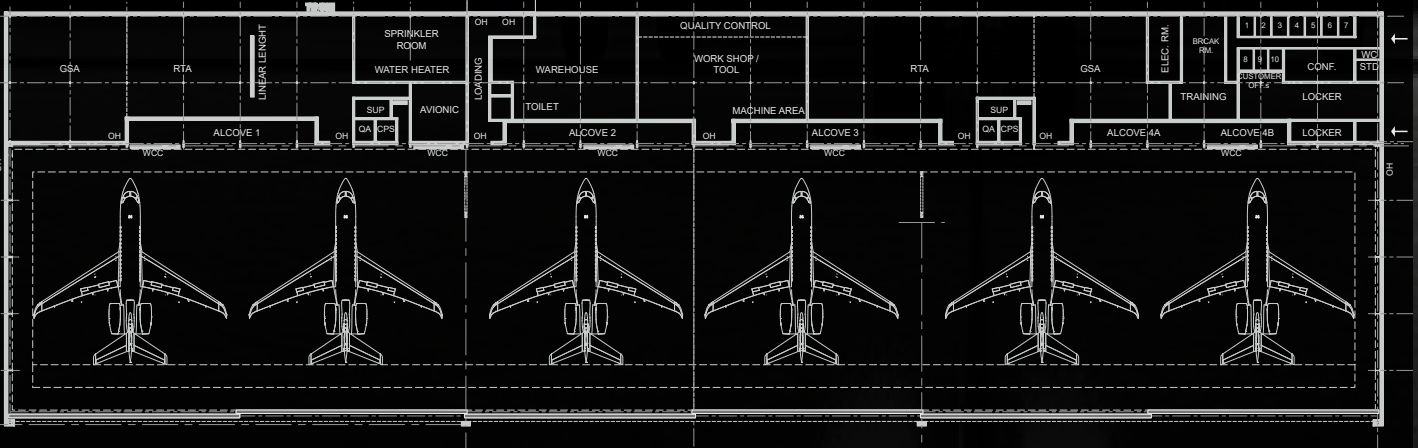 OH OH
QUALITY CONTROL
1 2 3 4 5 6 7
SPRINKLER
ROOM
LINEAR LENGHT
ELEC. RM.
BRCAK
RM.
WC
GSA
RTA
WATER HEATER
LOADING
WAREHOUSE
WORK SHOP /
TOOL
RTA
GSA
8 9 10
CONF.
STD
CUSTOMER
OFF.s
SUP
AVIONIC
TOILET
MACHINE AREA
SUP
TRAINING
LOCKER
QA CPS
QA CPS
OH
ALCOVE 1
OH
OH
ALCOVE 2
OH
ALCOVE 3
OH
OH
ALCOVE 4A
ALCOVE 4B
LOCKER
WCC
WCC
WCC
WCC
WCC
OH